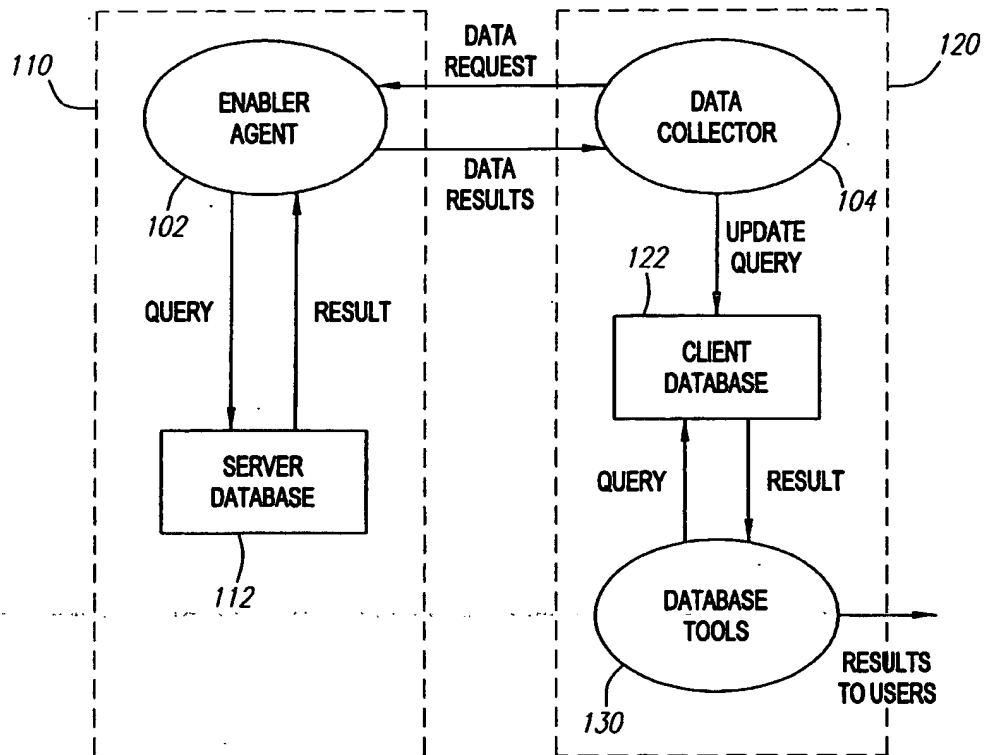 110
ENABLER
AGENT
102
DATA
REQUEST
DATA
RESULTS
DATA
COLLECTOR
104
120
UPDATE
QUERY
122
CLIENT
DATABASE
QUERY
RESULT
SERVER
DATABASE
112
QUERY
RESULT
DATABASE
TOOLS
130
RESULTS
TO USERS